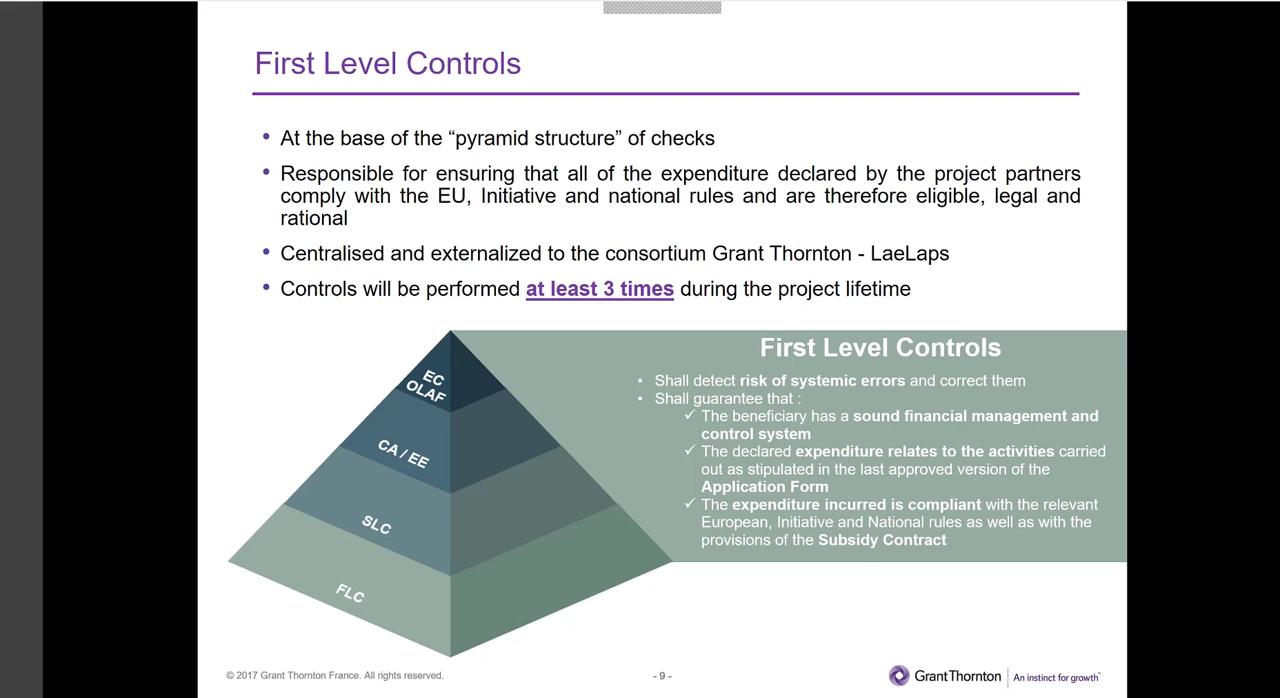 First Level Controls
• At the base of the “pyramid structure” of checks
• Responsible for ensuring that all of the expenditure declared by the project partners
comply with the EU, Initiative and national rules and are therefore eligible, legal and
rational
• Centralised and externalized to the consortium Grant Thornton - LaeLaps
• Controls will be performed at least 3 times during the project lifetime
EC
OLAF
CA / EE
SLC
FLC
First Level Controls
• Shall detect risk of systemic errors and correct them
• Shall guarantee that :
✓ The beneficiary has a sound financial management and
control system
✓ The declared expenditure relates to the activities carried
out as stipulated in the last approved version of the
Application Form
✓ The expenditure incurred is compliant with the relevant
European, Initiative and National rules as well as with the
provisions of the Subsidy Contract
© 2017 Grant Thornton France. All rights reserved.
- 9 -
GrantThornton
An instinct for growth™